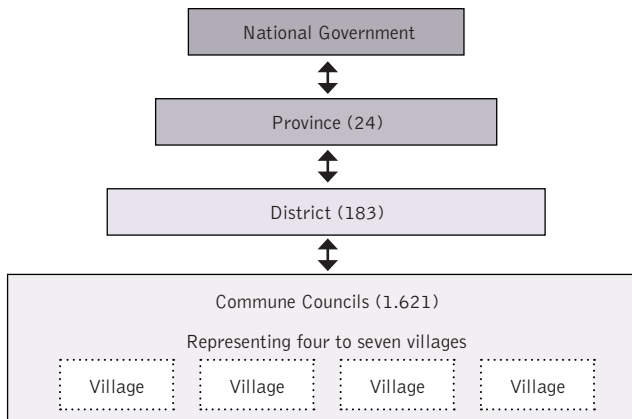 National Government
Province (24)
District (183)
Commune Councils (1.621)
Representing four to seven villages
Village Village Village Village